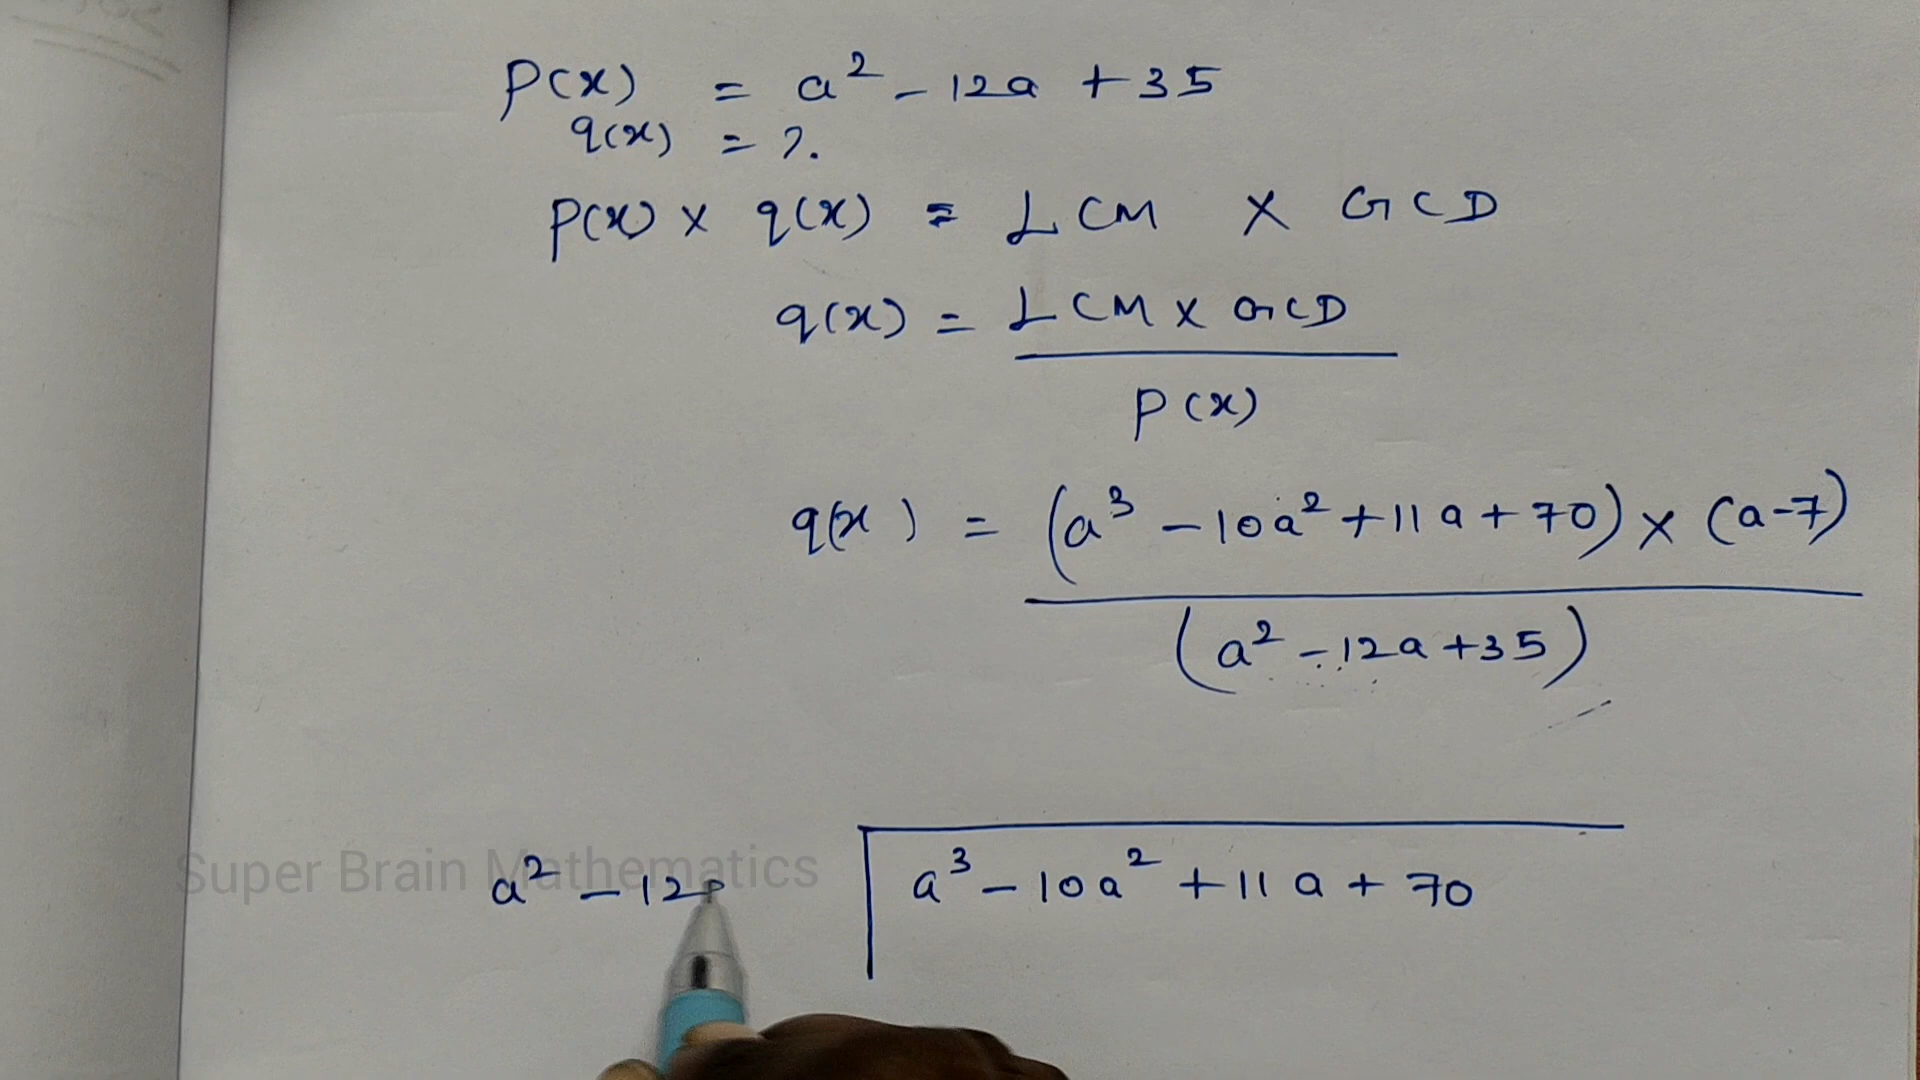 P(x) = a² - 12a + 35
q(x) = ?.
P(x) × q(x) = LCM × GCD
q(x) = LCM × GCD
P(x)
q(x) = (a³ - 10a² + 11a + 70) × (a-7)
(a² - 12a + 35)
a² - 12 a³ - 10a² + 11a + 70
Super Brain Mathematics